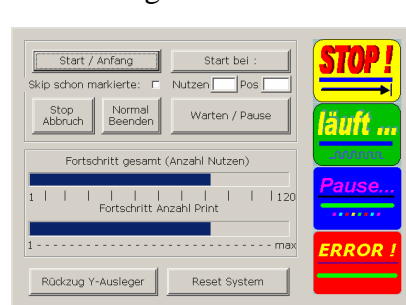 Start / Anfang
Start bei :
Skip schon markierte:
Nutzen
Pos
Stop
Abbruch
Normal
Beenden
Warten / Pause
Fortschritt gesamt (Anzahl Nutzen)
1 | | | | | | | | | | | 120
Fortschritt Anzahl Print
1 - - - - - - - - - - - - - - - - - - - - - - - - - - - - - - max
Rückzug Y-Ausleger
Reset System
STOP !
läuft ...
Pause...
ERROR !